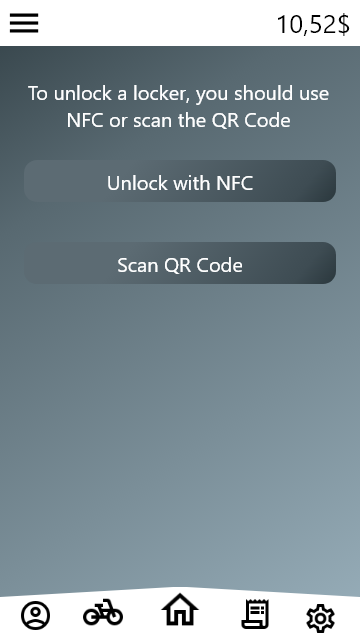 10,52$
To unlock a locker, you should use
NFC or scan the QR Code
Unlock with NFC
Scan QR Code